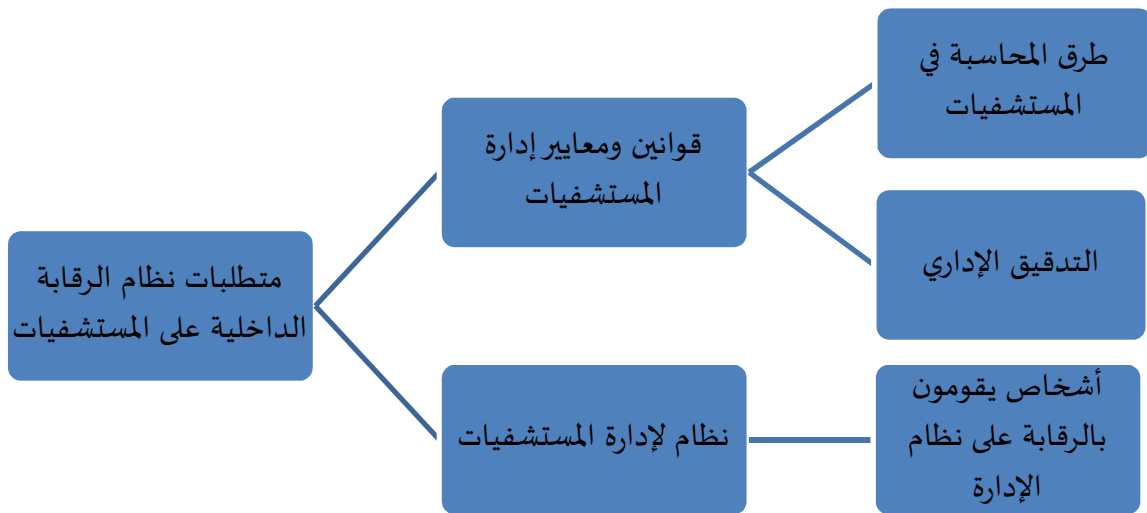 متطلبات نظام الرقابة
الداخلية على المستشفيات
قوانين ومعايير إدارة
المستشفيات
طرق المحاسبة في
المستشفيات
التدقيق الإداري
نظام لإدارة المستشفيات
أشخاص يقومون
بالرقابة على نظام
الإدارة